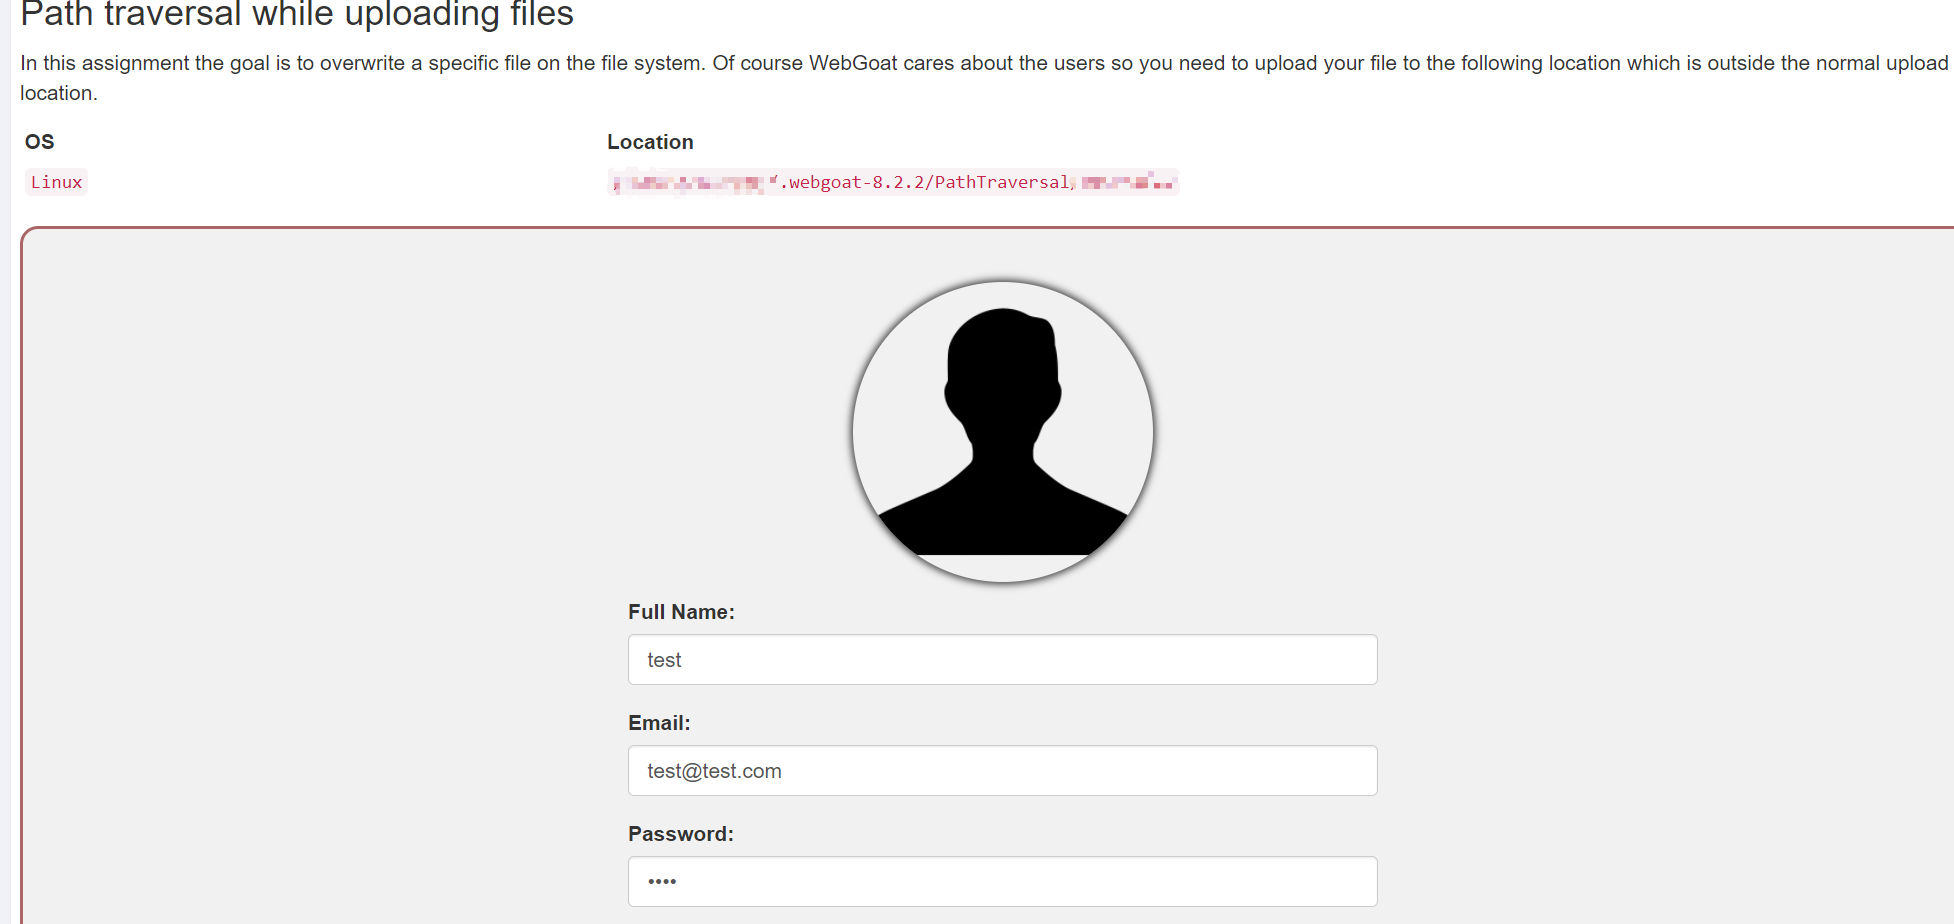 Path traversal while uploading files
In this assignment the goal is to overwrite a specific file on the file system. Of course WebGoat cares about the users so you need to upload your file to the following location which is outside the normal upload
location.
OS Location
Linux /.webgoat-8.2.2/PathTraversal/
Full Name:
test
Email:
test@test.com
Password:
••••